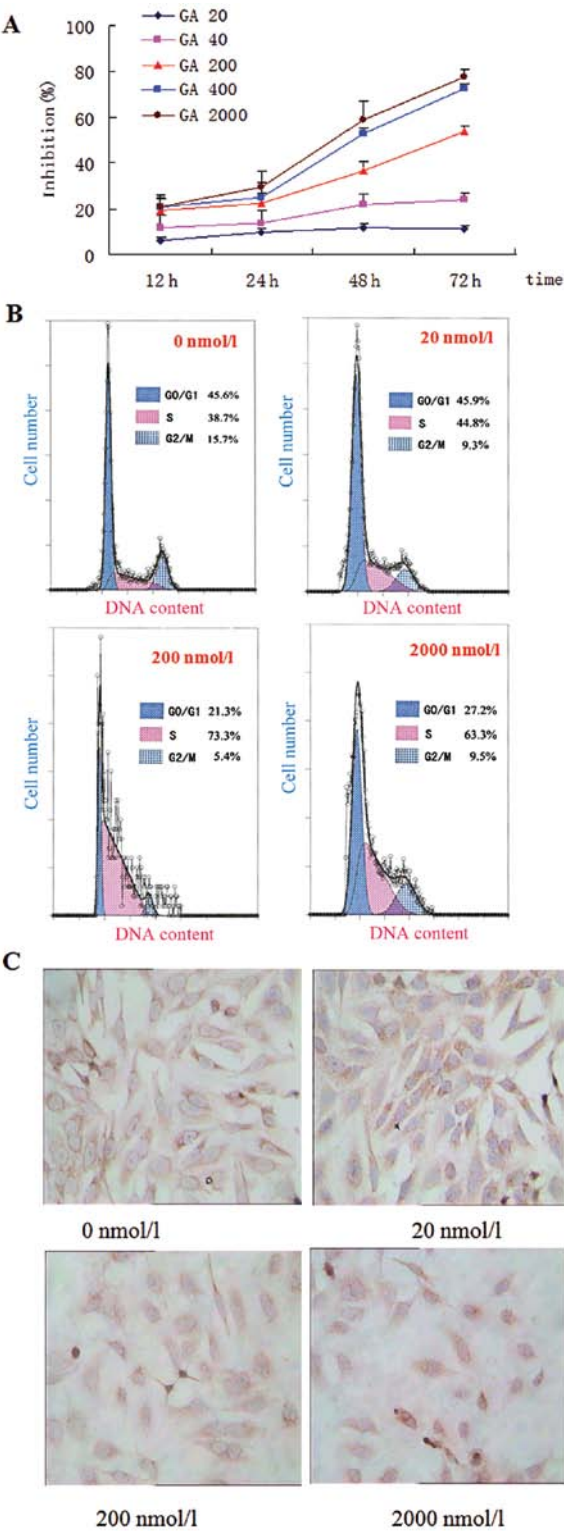 A
GA 20
GA 40
GA 200
GA 400
GA 2000
Inhibition(%)
100
80
60
40
20
0
12h 24h 48h 72h time
B
0 nmol/l
G0/G1 45.6%
S 38.7%
G2/M 15.7%
Cell number
DNA content
20 nmol/l
G0/G1 45.9%
S 44.8%
G2/M 9.3%
Cell number
DNA content
200 nmol/l
G0/G1 21.3%
S 73.3%
G2/M 5.4%
Cell number
DNA content
2000 nmol/l
G0/G1 27.2%
S 63.3%
G2/M 9.5%
Cell number
DNA content
C
0 nmol/l 20 nmol/l
200 nmol/l 2000 nmol/l